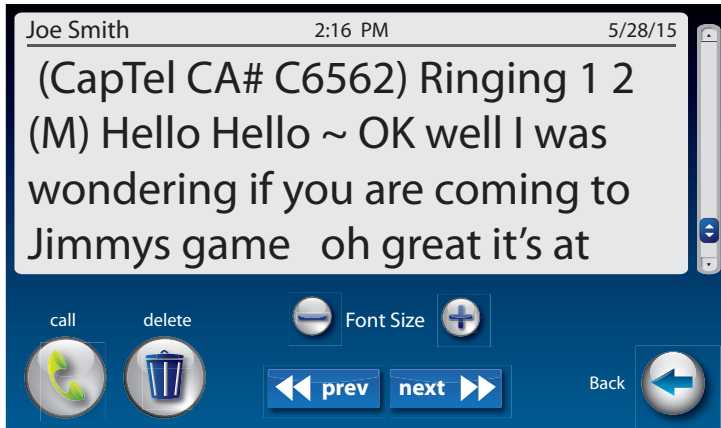 Joe Smith 2:16 PM 5/28/15
(CapTel CA# C6562) Ringing 1 2
(M) Hello Hello ~ OK well I was
wondering if you are coming to
Jimmys game oh great it's at
call delete Font Size
prev next Back